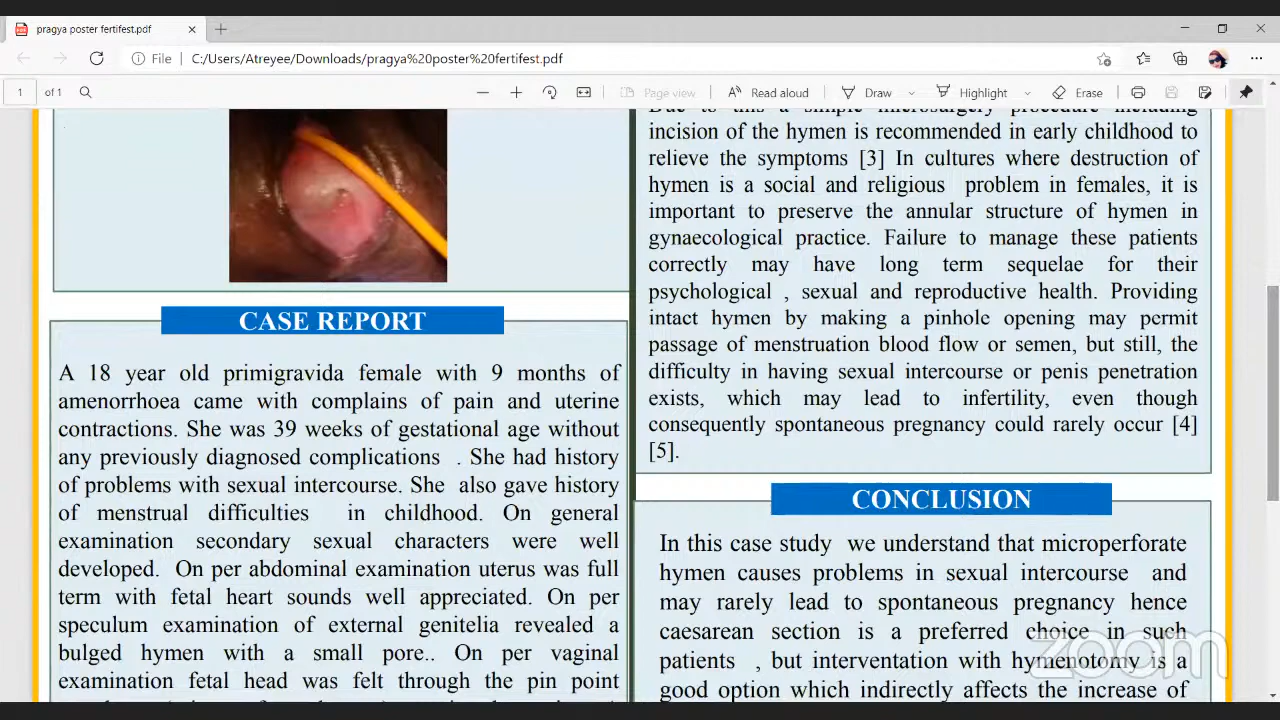 pragya poster fertifest.pdf
File C:/Users/Atreyee/Downloads/pragya%20poster%20fertifest.pdf
1 of 1 Page view Read aloud Draw Highlight Erase
CASE REPORT
A 18 year old primigravida female with 9 months of
amenorrhoea came with complains of pain and uterine
contractions. She was 39 weeks of gestational age without
any previously diagnosed complications . She had history
of problems with sexual intercourse. She also gave history
of menstrual difficulties in childhood. On general
examination secondary sexual characters were well
developed. On per abdominal examination uterus was full
term with fetal heart sounds well appreciated. On per
speculum examination of external genitelia revealed a
bulged hymen with a small pore.. On per vaginal
examination fetal head was felt through the pin point
Due to this a simple microsurgery procedure including
incision of the hymen is recommended in early childhood to
relieve the symptoms [3] In cultures where destruction of
hymen is a social and religious problem in females, it is
important to preserve the annular structure of hymen in
gynaecological practice. Failure to manage these patients
correctly may have long term sequelae for their
psychological , sexual and reproductive health. Providing
intact hymen by making a pinhole opening may permit
passage of menstruation blood flow or semen, but still, the
difficulty in having sexual intercourse or penis penetration
exists, which may lead to infertility, even though
consequently spontaneous pregnancy could rarely occur [4]
[5].
CONCLUSION
In this case study we understand that microperforate
hymen causes problems in sexual intercourse and
may rarely lead to spontaneous pregnancy hence
caesarean section is a preferred choice in such
patients , but intervention with hymenotomy is a
good option which indirectly affects the increase of
zoom